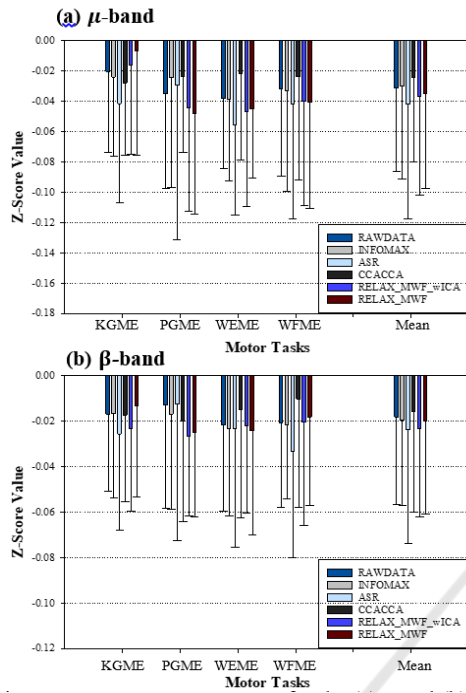 (a) μ-band
0.00
-0.02
-0.04
-0.06
-0.08
-0.10
-0.12
-0.14
-0.16
-0.18
Z-Score Value
RAWDATA
INFOMAX
ASR
CCACCA
RELAX_MWF_wICA
RELAX_MWF
KGME PGME WEME WFME Mean
Motor Tasks
(b) β-band
0.00
-0.02
-0.04
-0.06
-0.08
-0.10
-0.12
Z-Score Value
RAWDATA
INFOMAX
ASR
CCACCA
RELAX_MWF_wICA
RELAX_MWF
KGME PGME WEME WFME Mean
Motor Tasks